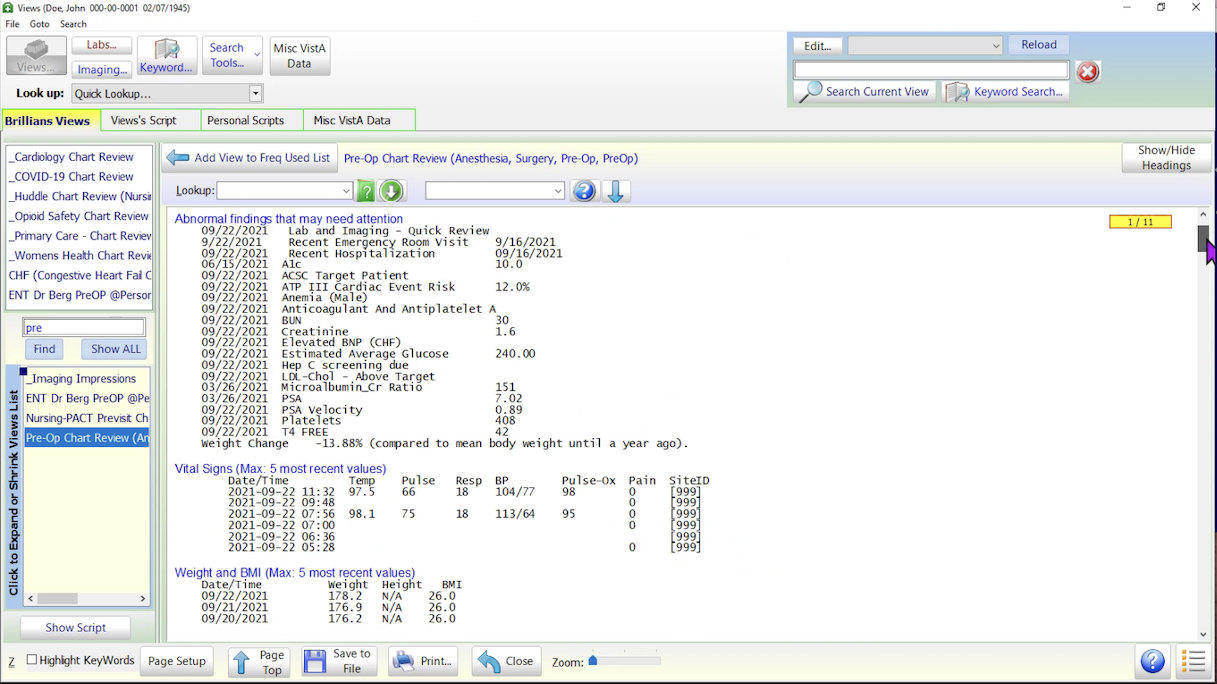 Views (Doe, John 000-00-0001 02/07/1945)
File Goto Search
Views...
Labs...
Imaging...
Keyword...
Search Tools...
Misc VistA Data
Edit...
Reload
Look up: Quick Lookup...
Search Current View
Keyword Search...
Brillians Views
Views's Script
Personal Scripts
Misc VistA Data
_Cardiology Chart Review
_COVID-19 Chart Review
_Huddle Chart Review (Nursir
_Opioid Safety Chart Review
_Primary Care - Chart Review
_Womens Health Chart Revie
CHF (Congestive Heart Fail C
ENT Dr Berg PreOP @Person
pre
Find
Show ALL
Click to Expand or Shrink Views List
_Imaging Impressions
ENT Dr Berg PreOP @Pe
Nursing-PACT Previsit Ch
Pre-Op Chart Review (An
Show Script
Add View to Freq Used List
Pre-Op Chart Review (Anesthesia, Surgery, Pre-Op, PreOp)
Show/Hide Headings
Lookup:
1 / 11
Abnormal findings that may need attention
09/22/2021 Lab and Imaging - Quick Review
9/22/2021 Recent Emergency Room Visit 9/16/2021
09/22/2021 Recent Hospitalization 09/16/2021
06/15/2021 A1c 10.0
09/22/2021 ACSC Target Patient
09/22/2021 ATP III Cardiac Event Risk 12.0%
09/22/2021 Anemia (Male)
09/22/2021 Anticoagulant And Antiplatelet A
09/22/2021 BUN 30
09/22/2021 Creatinine 1.6
09/22/2021 Elevated BNP (CHF)
09/22/2021 Estimated Average Glucose 240.00
09/22/2021 Hep C screening due
09/22/2021 LDL-Chol - Above Target
03/26/2021 Microalbumin_Cr Ratio 151
03/26/2021 PSA 7.02
09/22/2021 PSA Velocity 0.89
09/22/2021 Platelets 408
09/22/2021 T4 FREE 42
Weight Change -13.88% (compared to mean body weight until a year ago).
Vital Signs (Max: 5 most recent values)
Date/Time Temp Pulse Resp BP Pulse-Ox Pain SiteID
2021-09-22 11:32 97.5 66 18 104/77 98 0 [999]
2021-09-22 09:48 0 [999]
2021-09-22 07:56 98.1 75 18 113/64 95 0 [999]
2021-09-22 07:00 0 [999]
2021-09-22 06:36 [999]
2021-09-22 05:28 0 [999]
Weight and BMI (Max: 5 most recent values)
Date/Time Weight Height BMI
09/22/2021 178.2 N/A 26.0
09/21/2021 176.9 N/A 26.0
09/20/2021 176.2 N/A 26.0
Z
Highlight KeyWords
Page Setup
Page Top
Save to File
Print...
Close
Zoom: